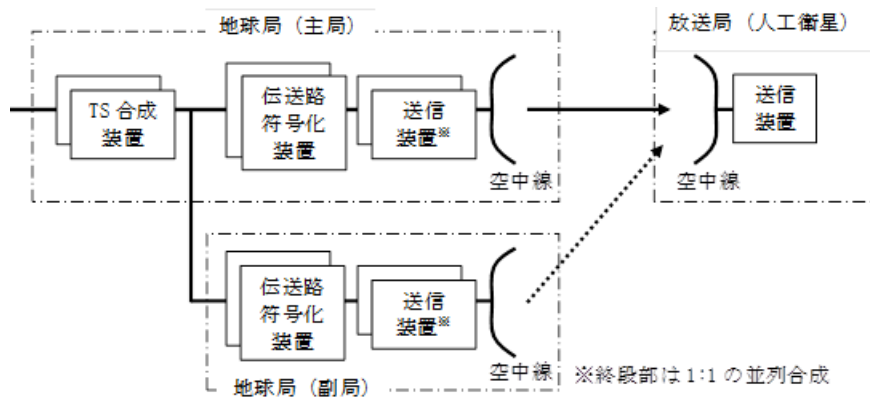 地球局（主局）
放送局（人工衛星）
TS 合成
装置
伝送路
符号化
装置
送信
装置※
空中線
空中線
送信
装置
伝送路
符号化
装置
送信
装置※
空中線
地球局（副局）
※終段部は 1:1 の並列合成